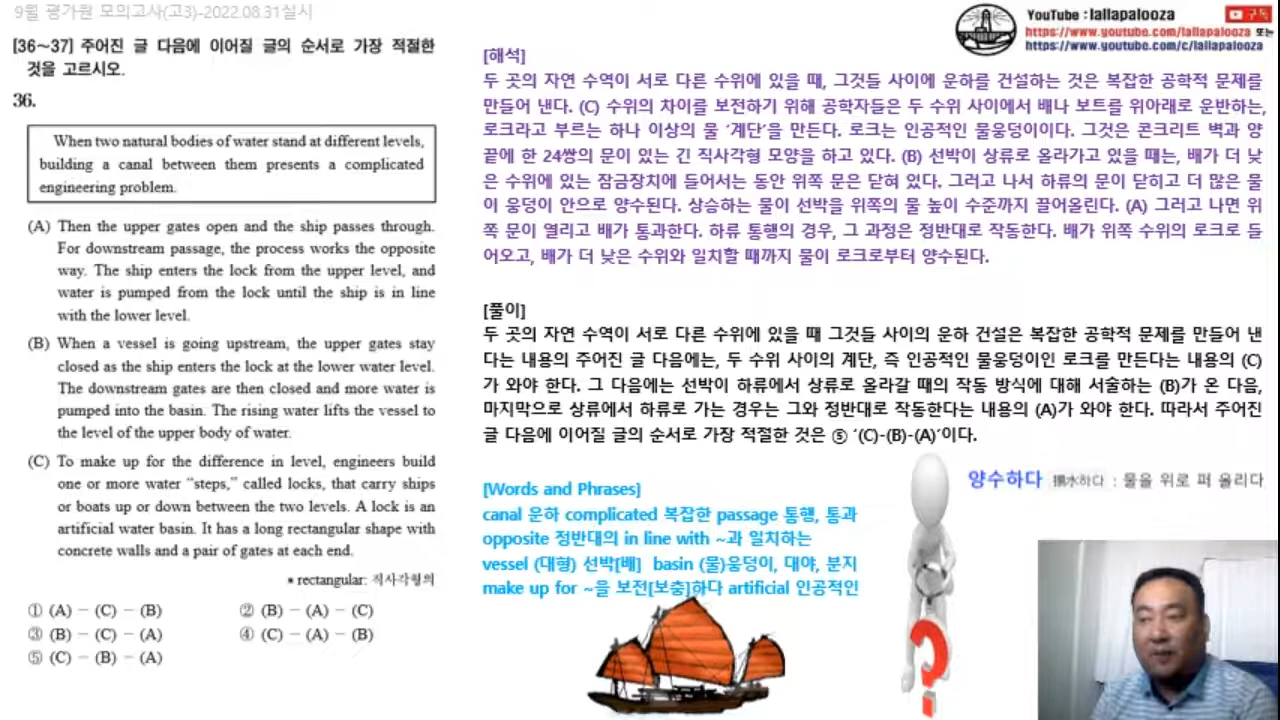 9월 평가원 모의고사(고3)-2022.08.31실시
[36~37] 주어진 글 다음에 이어질 글의 순서로 가장 적절한
것을 고르시오.
36.
When two natural bodies of water stand at different levels,
building a canal between them presents a complicated
engineering problem.
(A) Then the upper gates open and the ship passes through.
For downstream passage, the process works the opposite
way. The ship enters the lock from the upper level, and
water is pumped from the lock until the ship is in line
with the lower level.
(B) When a vessel is going upstream, the upper gates stay
closed as the ship enters the lock at the lower water level.
The downstream gates are then closed and more water is
pumped into the basin. The rising water lifts the vessel to
the level of the upper body of water.
(C) To make up for the difference in level, engineers build
one or more water “steps,” called locks, that carry ships
or boats up or down between the two levels. A lock is an
artificial water basin. It has a long rectangular shape with
concrete walls and a pair of gates at each end.
* rectangular: 직사각형의
① (A) - (C) - (B) ② (B) - (A) - (C)
③ (B) - (C) - (A) ④ (C) - (A) - (B)
⑤ (C) - (B) - (A)
YouTube : lallapalooza
구독
https://www.youtube.com/lallapalooza 또는
https://www.youtube.com/c/lallapalooza
[해석]
두 곳의 자연 수역이 서로 다른 수위에 있을 때, 그것들 사이에 운하를 건설하는 것은 복잡한 공학적 문제를
만들어 낸다. (C) 수위의 차이를 보전하기 위해 공학자들은 두 수위 사이에서 배나 보트를 위아래로 운반하는,
로크라고 부르는 하나 이상의 물 ‘계단’을 만든다. 로크는 인공적인 물웅덩이이다. 그것은 콘크리트 벽과 양
끝에 한 24쌍의 문이 있는 긴 직사각형 모양을 하고 있다. (B) 선박이 상류로 올라가고 있을 때는, 배가 더 낮
은 수위에 있는 잠금장치에 들어서는 동안 위쪽 문은 닫혀 있다. 그러고 나서 하류의 문이 닫히고 더 많은 물
이 웅덩이 안으로 양수된다. 상승하는 물이 선박을 위쪽의 물 높이 수준까지 끌어올린다. (A) 그러고 나면 위
쪽 문이 열리고 배가 통과한다. 하류 통행의 경우, 그 과정은 정반대로 작동한다. 배가 위쪽 수위의 로크로 들
어오고, 배가 더 낮은 수위와 일치할 때까지 물이 로크로부터 양수된다.
[풀이]
두 곳의 자연 수역이 서로 다른 수위에 있을 때 그것들 사이의 운하 건설은 복잡한 공학적 문제를 만들어 낸
다는 내용의 주어진 글 다음에는, 두 수위 사이의 계단, 즉 인공적인 물웅덩이인 로크를 만든다는 내용의 (C)
가 와야 한다. 그 다음에는 선박이 하류에서 상류로 올라갈 때의 작동 방식에 대해 서술하는 (B)가 온 다음,
마지막으로 상류에서 하류로 가는 경우는 그와 정반대로 작동한다는 내용의 (A)가 와야 한다. 따라서 주어진
글 다음에 이어질 글의 순서로 가장 적절한 것은 ⑤ ‘(C)-(B)-(A)’이다.
[Words and Phrases]
canal 운하 complicated 복잡한 passage 통행, 통과
opposite 정반대의 in line with ~과 일치하는
vessel (대형) 선박[배] basin (물)웅덩이, 대야, 분지
make up for ~을 보전[보충]하다 artificial 인공적인
양수하다 揚水하다 : 물을 위로 퍼 올리다